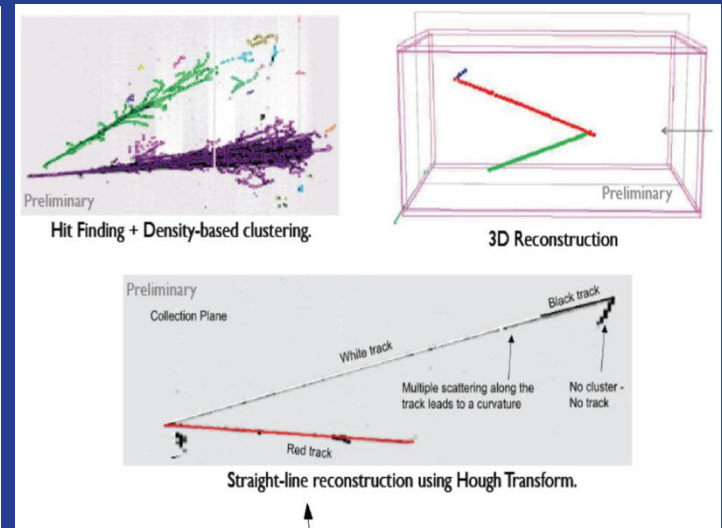 Preliminary
Hit Finding + Density-based clustering.
Preliminary
3D Reconstruction
Preliminary
Collection Plane
Black track
White track
Multiple scattering along the
track leads to a curvature
No cluster -
No track
Red track
Straight-line reconstruction using Hough Transform.